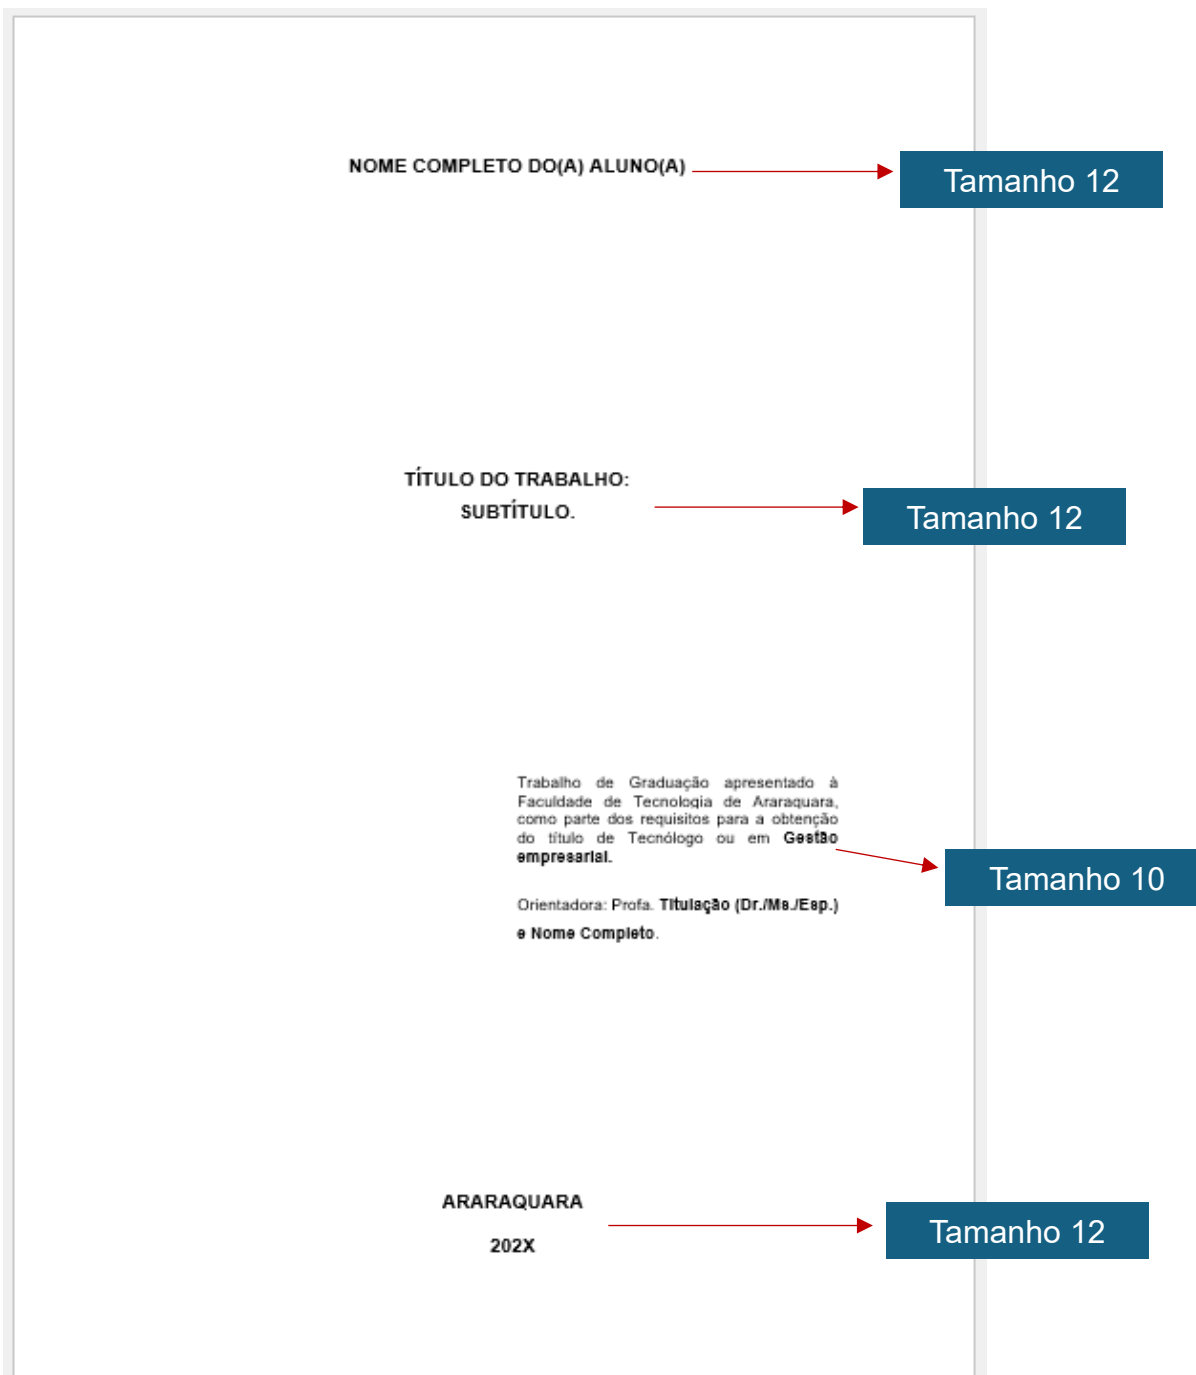 NOME COMPLETO DO(A) ALUNO(A)
Tamanho 12
TÍTULO DO TRABALHO:
SUBTÍTULO.
Tamanho 12
Trabalho de Graduação apresentado à
Faculdade de Tecnologia de Araraquara,
como parte dos requisitos para a obtenção
do título de Tecnólogo ou em Gestão
empresarial.
Tamanho 10
Orientadora: Profa. Titulação (Dr./Ms./Esp.)
e Nome Completo.
ARARAQUARA
Tamanho 12
202X